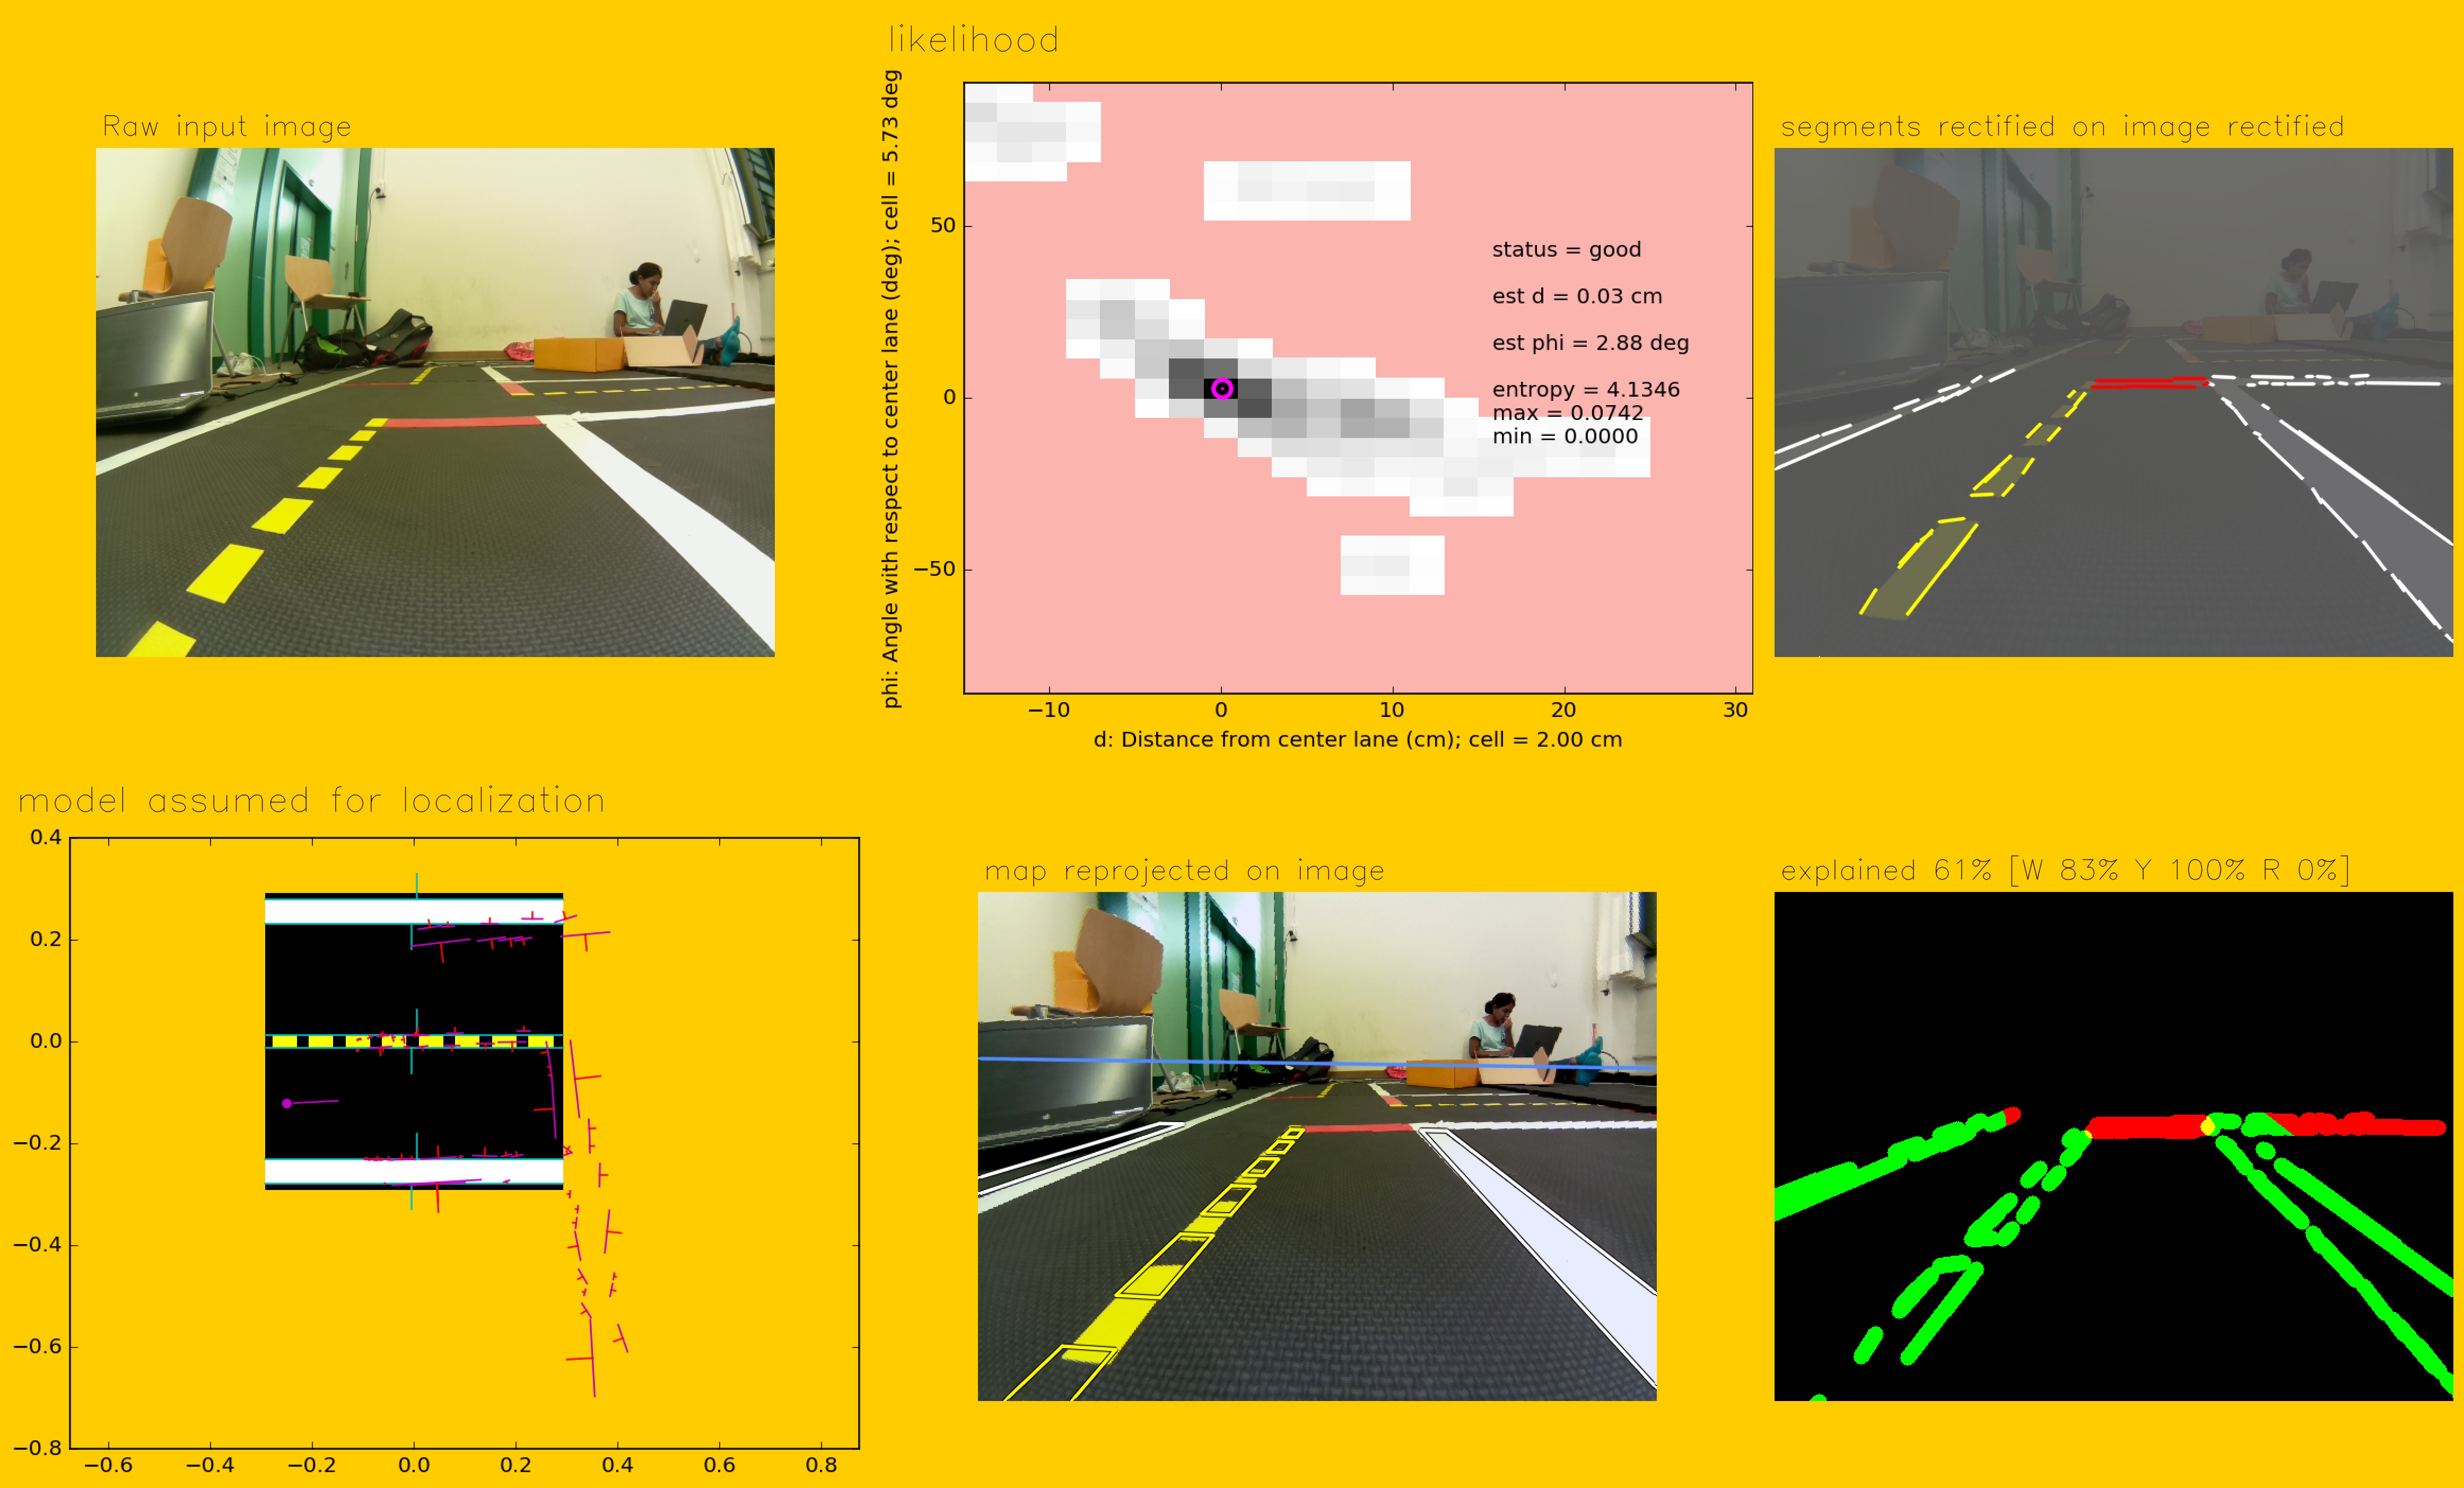 likelihood
Raw input image
segments rectified on image rectified
phi: Angle with respect to center lane (deg); cell = 5.73 deg
50
0
−50
status = good
est d = 0.03 cm
est phi = 2.88 deg
entropy = 4.1346
max = 0.0742
min = 0.0000
−10
0
10
20
30
d: Distance from center lane (cm); cell = 2.00 cm
model assumed for localization
0.4
0.2
0.0
−0.2
−0.4
−0.6
−0.8
−0.6
−0.4
−0.2
0.0
0.2
0.4
0.6
0.8
map reprojected on image
explained 61% [W 83% Y 100% R 0%]